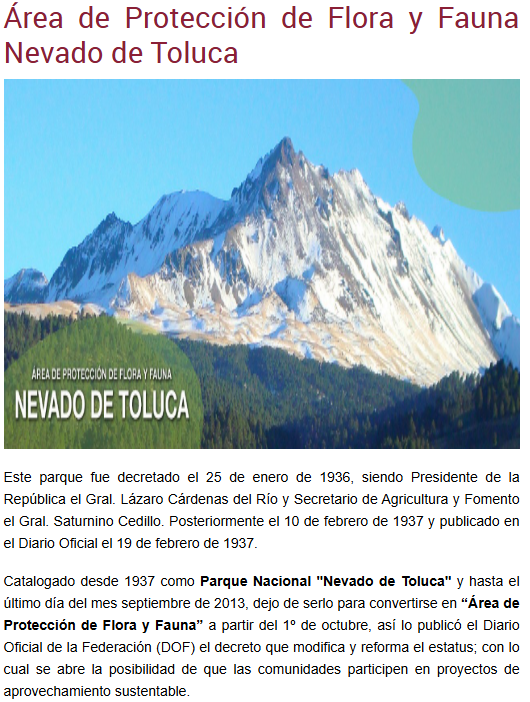 Área de Protección de Flora y Fauna
Nevado de Toluca
ÁREA DE PROTECCIÓN DE FLORA Y FAUNA
NEVADO DE TOLUCA
Este parque fue decretado el 25 de enero de 1936, siendo Presidente de la
República el Gral. Lázaro Cárdenas del Río y Secretario de Agricultura y Fomento
el Gral. Saturnino Cedillo. Posteriormente el 10 de febrero de 1937 y publicado en
el Diario Oficial el 19 de febrero de 1937.
Catalogado desde 1937 como Parque Nacional "Nevado de Toluca" y hasta el
último día del mes septiembre de 2013, dejo de serlo para convertirse en “Área de
Protección de Flora y Fauna” a partir del 1º de octubre, así lo publicó el Diario
Oficial de la Federación (DOF) el decreto que modifica y reforma el estatus; con lo
cual se abre la posibilidad de que las comunidades participen en proyectos de
aprovechamiento sustentable.